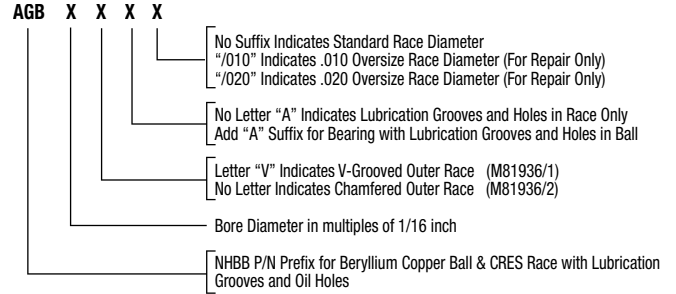 AGB X X X X
No Suffix Indicates Standard Race Diameter
“/010” Indicates .010 Oversize Race Diameter (For Repair Only)
“/020” Indicates .020 Oversize Race Diameter (For Repair Only)
No Letter “A” Indicates Lubrication Grooves and Holes in Race Only
Add “A” Suffix for Bearing with Lubrication Grooves and Holes in Ball
Letter “V” Indicates V-Grooved Outer Race (M81936/1)
No Letter Indicates Chamfered Outer Race (M81936/2)
Bore Diameter in multiples of 1/16 inch
NHBB P/N Prefix for Beryllium Copper Ball & CRES Race with Lubrication
Grooves and Oil Holes